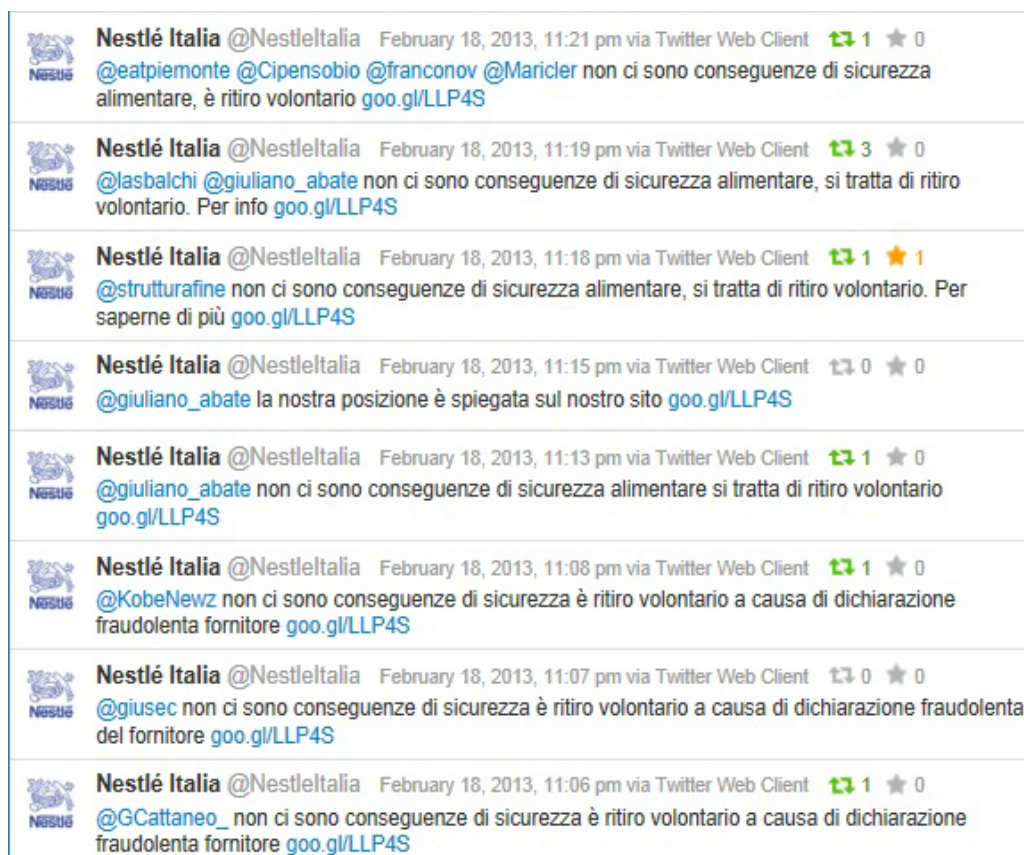 Nestlé Italia @NestleItalia February 18, 2013, 11:21 pm via Twitter Web Client 1 0
Nestlé
@eatpiemonte @Cipensobio @franconov @Maricler non ci sono conseguenze di sicurezza
alimentare, è ritiro volontario goo.gl/LLP4S
Nestlé Italia @NestleItalia February 18, 2013, 11:19 pm via Twitter Web Client 3 0
Nestlé
@lasbalchi @giuliano_abate non ci sono conseguenze di sicurezza alimentare, si tratta di ritiro
volontario. Per info goo.gl/LLP4S
Nestlé Italia @NestleItalia February 18, 2013, 11:18 pm via Twitter Web Client 1 1
Nestlé
@strutturafine non ci sono conseguenze di sicurezza alimentare, si tratta di ritiro volontario. Per
saperne di più goo.gl/LLP4S
Nestlé Italia @NestleItalia February 18, 2013, 11:15 pm via Twitter Web Client 0 0
Nestlé
@giuliano_abate la nostra posizione è spiegata sul nostro sito goo.gl/LLP4S
Nestlé Italia @NestleItalia February 18, 2013, 11:13 pm via Twitter Web Client 1 0
Nestlé
@giuliano_abate non ci sono conseguenze di sicurezza alimentare si tratta di ritiro volontario
goo.gl/LLP4S
Nestlé Italia @NestleItalia February 18, 2013, 11:08 pm via Twitter Web Client 1 0
Nestlé
@KobeNewz non ci sono conseguenze di sicurezza è ritiro volontario a causa di dichiarazione
fraudolenta fornitore goo.gl/LLP4S
Nestlé Italia @NestleItalia February 18, 2013, 11:07 pm via Twitter Web Client 0 0
Nestlé
@giusec non ci sono conseguenze di sicurezza è ritiro volontario a causa di dichiarazione fraudolenta
del fornitore goo.gl/LLP4S
Nestlé Italia @NestleItalia February 18, 2013, 11:06 pm via Twitter Web Client 1 0
Nestlé
@GCattaneo_ non ci sono conseguenze di sicurezza è ritiro volontario a causa di dichiarazione
fraudolenta fornitore goo.gl/LLP4S